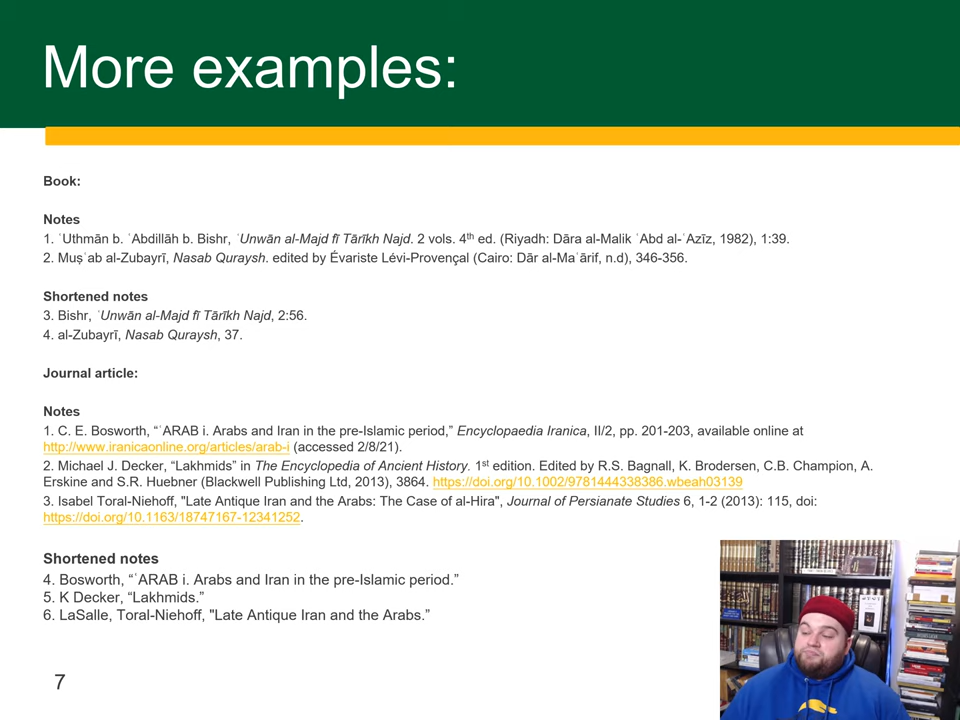 More examples:
Book:
Notes
1. ʿUthmān b. ʿAbdillāh b. Bishr, ʿUnwān al-Majd fī Tārīkh Najd. 2 vols. 4th ed. (Riyadh: Dāra al-Malik ʿAbd al-ʿAzīz, 1982), 1:39.
2. Muṣʿab al-Zubayrī, Nasab Quraysh. edited by Évariste Lévi-Provençal (Cairo: Dār al-Maʿārif, n.d), 346-356.
Shortened notes
3. Bishr, ʿUnwān al-Majd fī Tārīkh Najd, 2:56.
4. al-Zubayrī, Nasab Quraysh, 37.
Journal article:
Notes
1. C. E. Bosworth, “ʿARAB i. Arabs and Iran in the pre-Islamic period,” Encyclopaedia Iranica, II/2, pp. 201-203, available online at
http://www.iranicaonline.org/articles/arab-i (accessed 2/8/21).
2. Michael J. Decker, “Lakhmids” in The Encyclopedia of Ancient History. 1st edition. Edited by R.S. Bagnall, K. Brodersen, C.B. Champion, A.
Erskine and S.R. Huebner (Blackwell Publishing Ltd, 2013), 3864. https://doi.org/10.1002/9781444338386.wbeah03139
3. Isabel Toral-Niehoff, "Late Antique Iran and the Arabs: The Case of al-Hira", Journal of Persianate Studies 6, 1-2 (2013): 115, doi:
https://doi.org/10.1163/18747167-12341252.
Shortened notes
4. Bosworth, “ʿARAB i. Arabs and Iran in the pre-Islamic period.”
5. K Decker, “Lakhmids.”
6. LaSalle, Toral-Niehoff, "Late Antique Iran and the Arabs.”
7